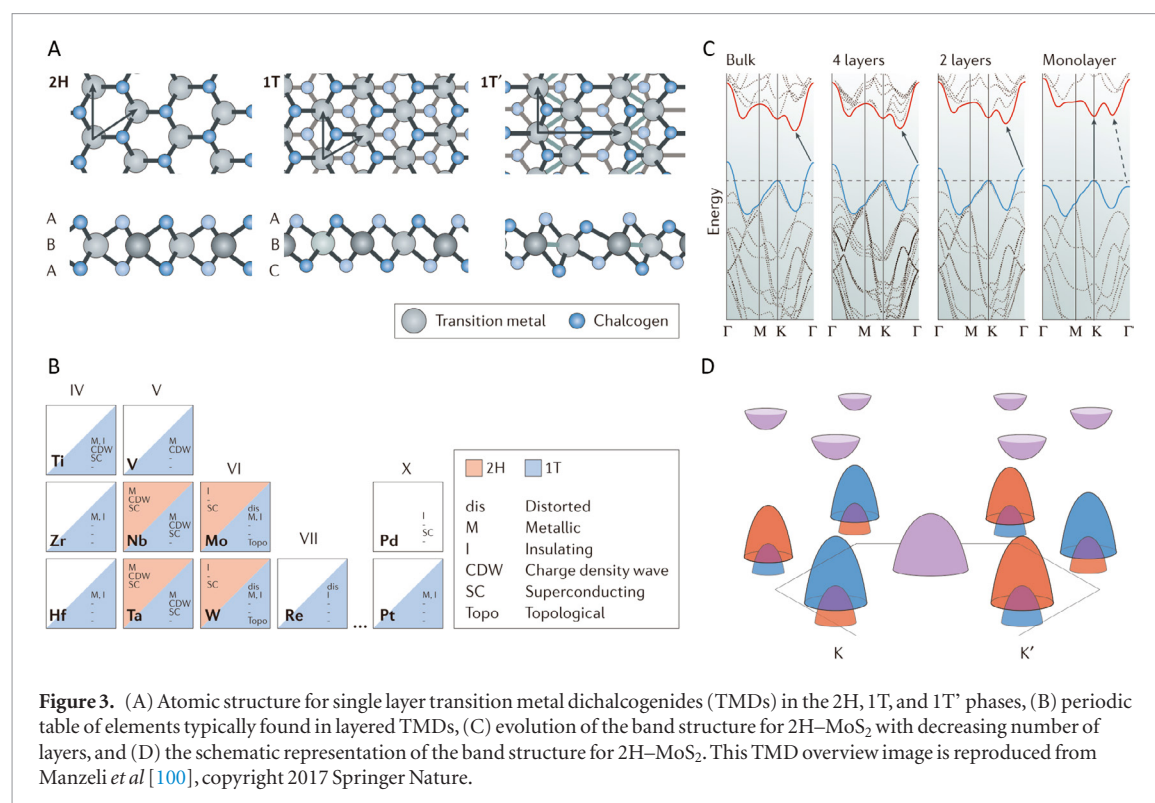 A
2H
1T
1T′
A
B
A
A
B
C
Transition metal
Chalcogen
B
IV
V
VI
VII
X
Ti
M, I
CDW
SC
-
V
M
CDW
-
-
Zr
M, I
-
-
-
Nb
M
CDW
SC
M
CDW
SC
-
Mo
I
-
SC
dis
M, I
-
-
Topo
Pd
I
-
SC
-
Hf
M, I
-
-
-
Ta
M
CDW
SC
M
CDW
SC
-
W
I
-
SC
dis
M, I
-
-
Topo
Re
dis
I
-
-
-
...
Pt
M, I
-
-
-
2H
1T
dis Distorted
M Metallic
I Insulating
CDW Charge density wave
SC Superconducting
Topo Topological
C
Bulk
4 layers
2 layers
Monolayer
Energy
Γ M K Γ
Γ M K Γ
Γ M K Γ
Γ M K Γ
D
K
K′
Figure 3. (A) Atomic structure for single layer transition metal dichalcogenides (TMDs) in the 2H, 1T, and 1T’ phases, (B) periodic
table of elements typically found in layered TMDs, (C) evolution of the band structure for 2H–MoS₂ with decreasing number of
layers, and (D) the schematic representation of the band structure for 2H–MoS₂. This TMD overview image is reproduced from
Manzeli et al [100], copyright 2017 Springer Nature.